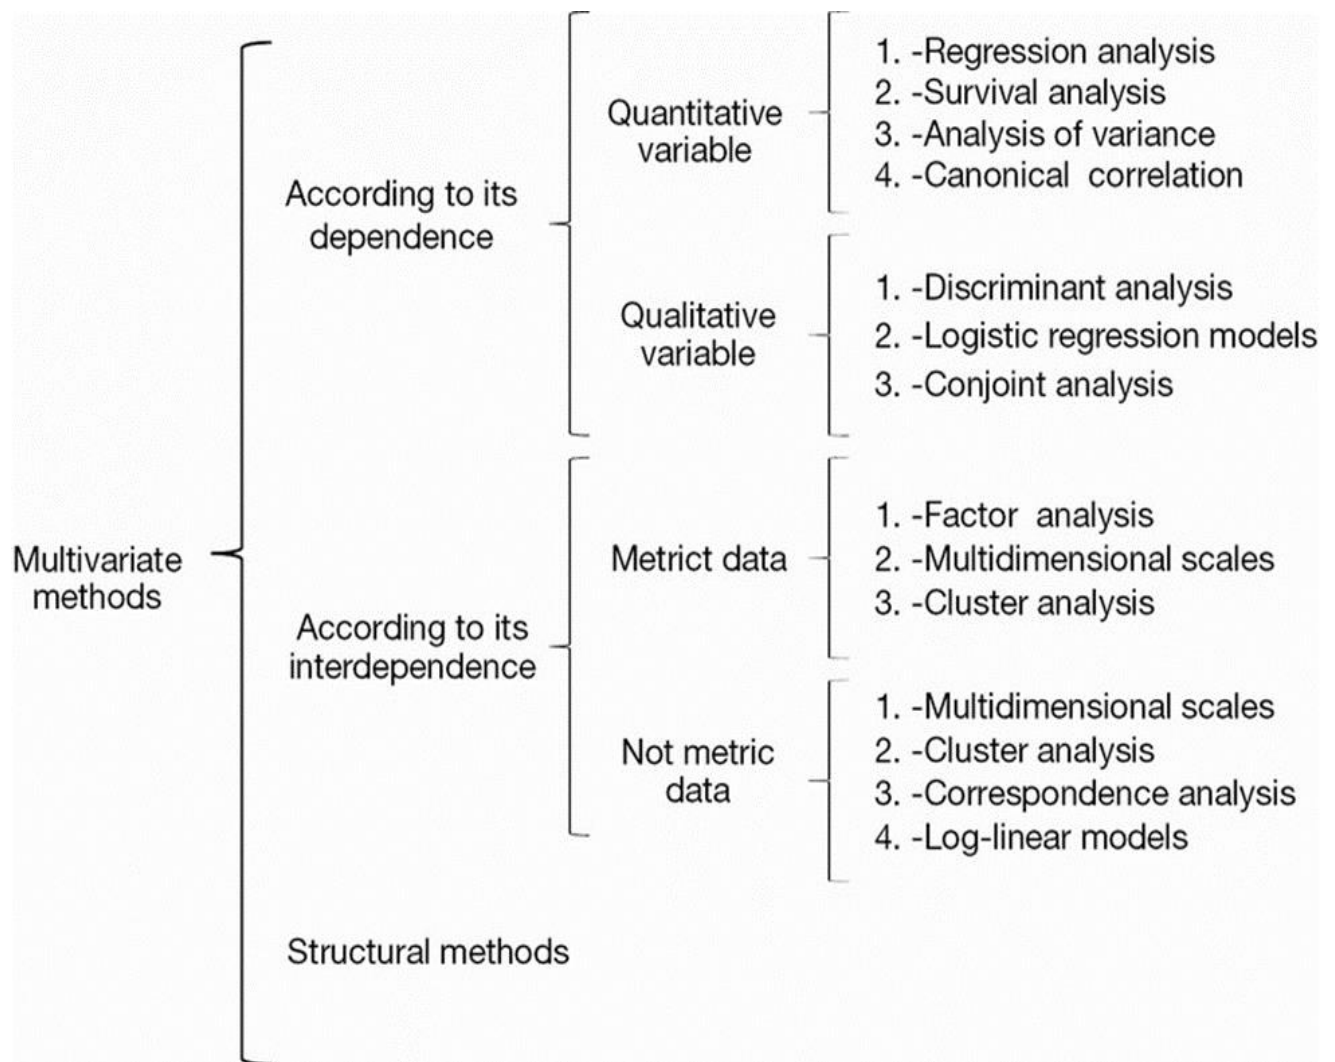 Multivariate
methods
According to its
dependence
Quantitative
variable
1. -Regression analysis
2. -Survival analysis
3. -Analysis of variance
4. -Canonical correlation
Qualitative
variable
1. -Discriminant analysis
2. -Logistic regression models
3. -Conjoint analysis
According to its
interdependence
Metrict data
1. -Factor analysis
2. -Multidimensional scales
3. -Cluster analysis
Not metric
data
1. -Multidimensional scales
2. -Cluster analysis
3. -Correspondence analysis
4. -Log-linear models
Structural methods